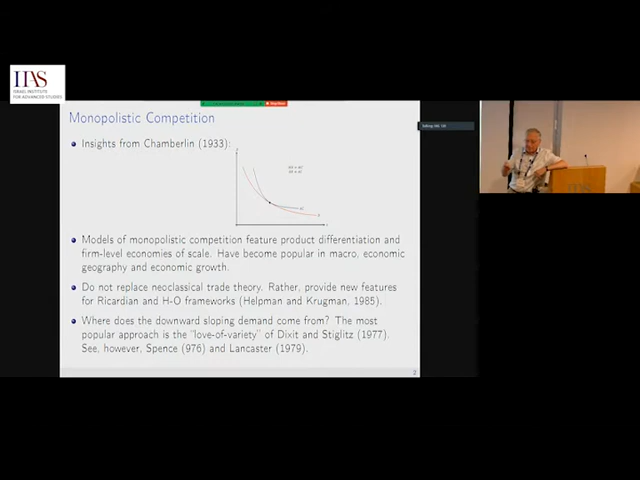 IIAS
ISRAEL INSTITUTE
FOR ADVANCED STUDIES
Monopolistic Competition
Insights from Chamberlin (1933):
Models of monopolistic competition feature product differentiation and
firm-level economies of scale. Have become popular in macro, economic
geography and economic growth.
Do not replace neoclassical trade theory. Rather, provide new features
for Ricardian and H-O frameworks (Helpman and Krugman, 1985).
Where does the downward sloping demand come from? The most
popular approach is the "love-of-variety" of Dixit and Stiglitz (1977).
See, however, Spence (976) and Lancaster (1979).
2